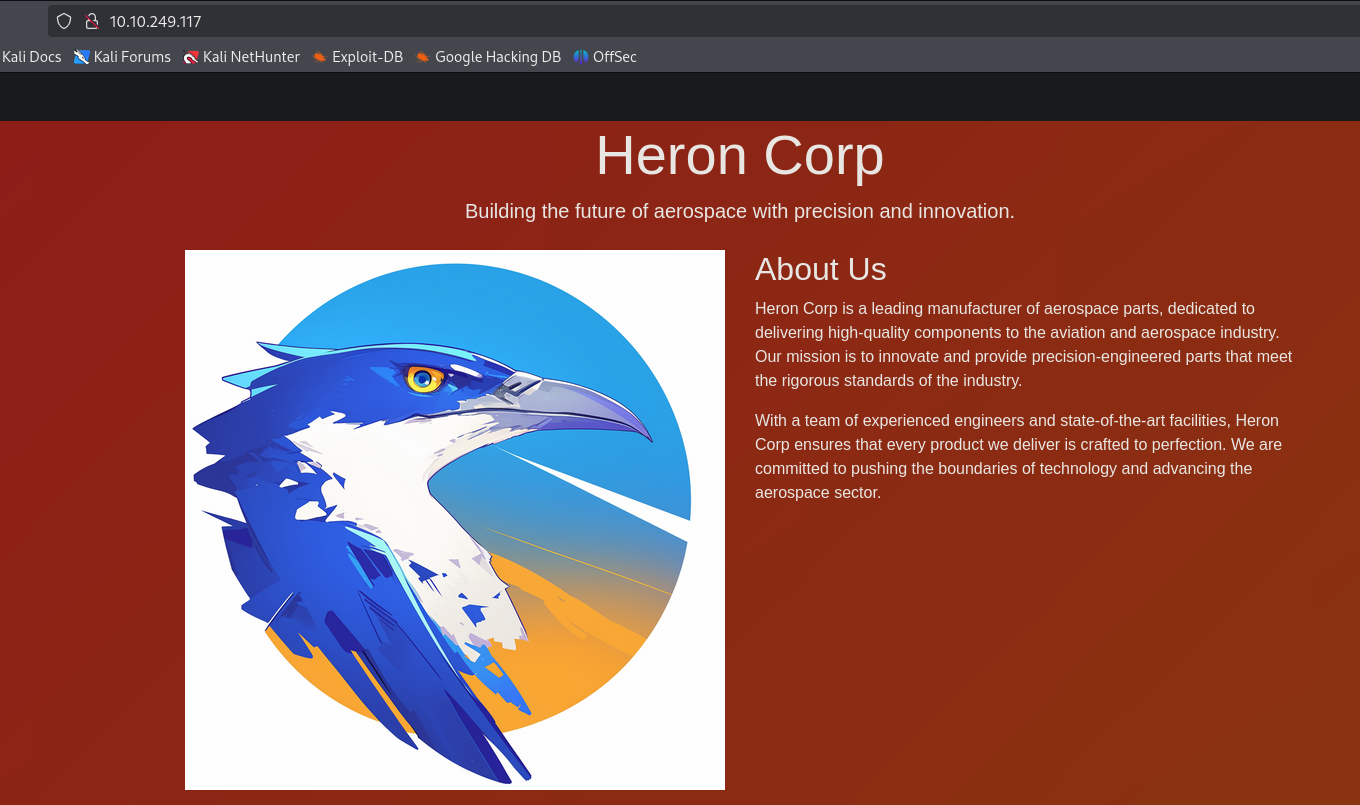 10.10.249.117
Kali Docs Kali Forums Kali NetHunter Exploit-DB Google Hacking DB OffSec
Heron Corp
Building the future of aerospace with precision and innovation.
About Us
Heron Corp is a leading manufacturer of aerospace parts, dedicated to
delivering high-quality components to the aviation and aerospace industry.
Our mission is to innovate and provide precision-engineered parts that meet
the rigorous standards of the industry.
With a team of experienced engineers and state-of-the-art facilities, Heron
Corp ensures that every product we deliver is crafted to perfection. We are
committed to pushing the boundaries of technology and advancing the
aerospace sector.